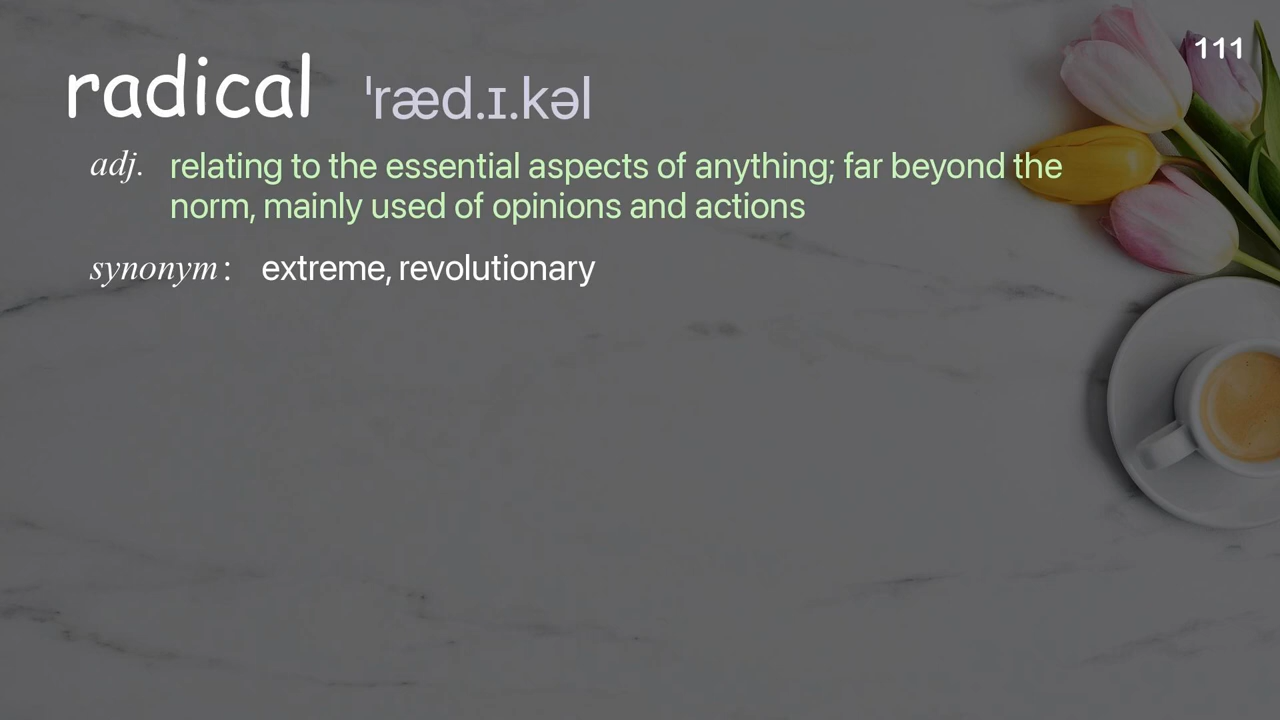 111
radical ˈræd.ɪ.kəl
adj. relating to the essential aspects of anything; far beyond the
norm, mainly used of opinions and actions
synonym : extreme, revolutionary